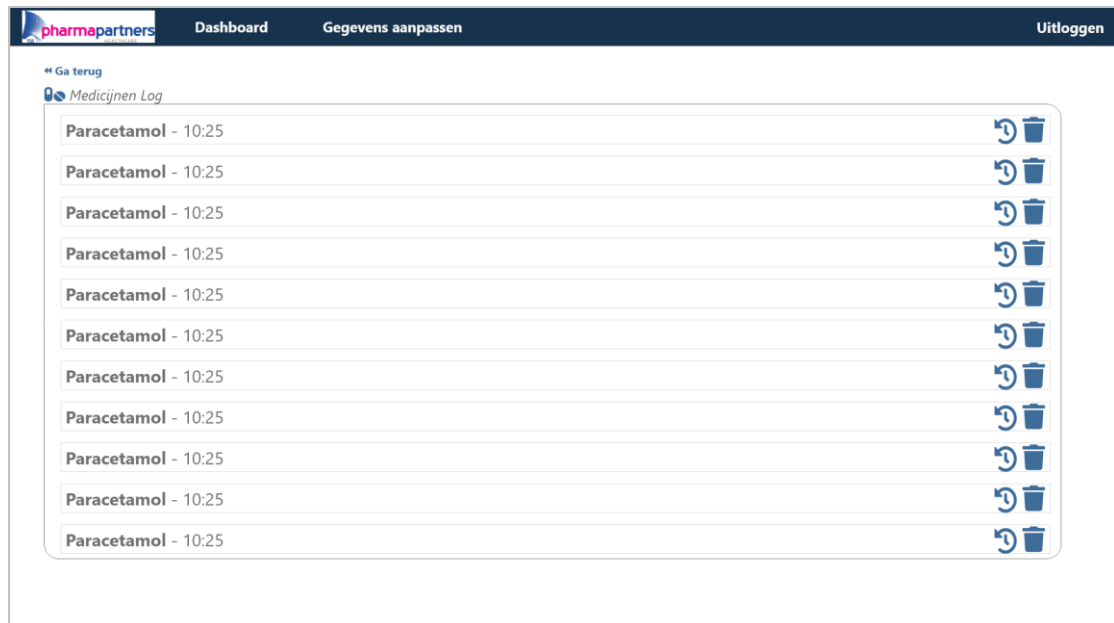 pharmapartners Dashboard Gegevens aanpassen Uitloggen
HEALTHCARE
Ga terug
Medicijnen Log
Paracetamol - 10:25
Paracetamol - 10:25
Paracetamol - 10:25
Paracetamol - 10:25
Paracetamol - 10:25
Paracetamol - 10:25
Paracetamol - 10:25
Paracetamol - 10:25
Paracetamol - 10:25
Paracetamol - 10:25
Paracetamol - 10:25